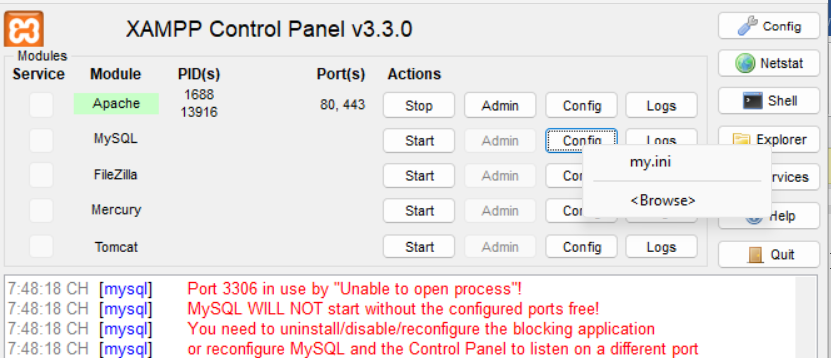 XAMPP Control Panel v3.3.0
Config
Modules
Service Module PID(s) Port(s) Actions
Netstat
Apache 1688 13916 80, 443 Stop Admin Config Logs
Shell
MySQL Start Admin Config Logs
Explorer
my.ini
FileZilla Start Admin
<Browse>
Mercury Start Admin
Help
Tomcat Start Admin Config Logs
Quit
7:48:18 CH [mysql] Port 3306 in use by "Unable to open process"!
7:48:18 CH [mysql] MySQL WILL NOT start without the configured ports free!
7:48:18 CH [mysql] You need to uninstall/disable/reconfigure the blocking application
7:48:18 CH [mysql] or reconfigure MySQL and the Control Panel to listen on a different port